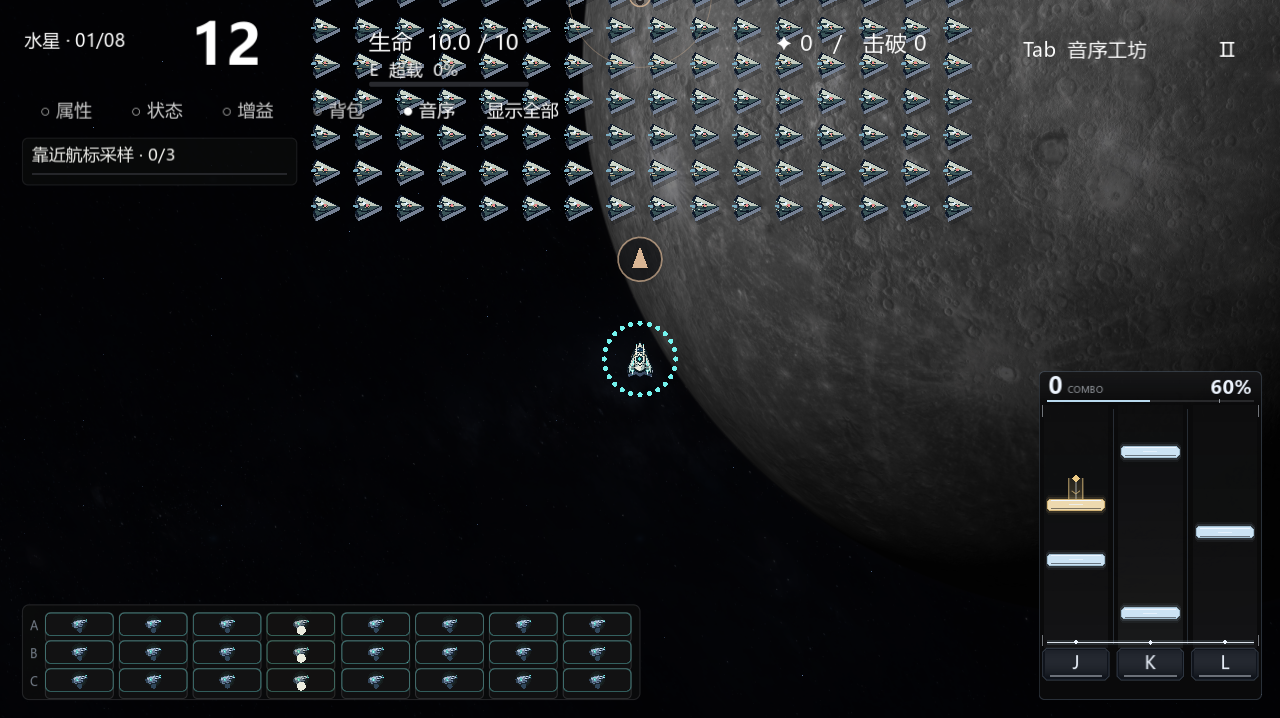 水星 · 01/08
12
生命 10.0 / 10
✦ 0 / 击破 0
Tab 音序工坊
E 超载 0%
属性 状态 增益 背包 音序 显示全部
靠近航标采样 · 0/3
0 COMBO 60%
A
B
C
J K L